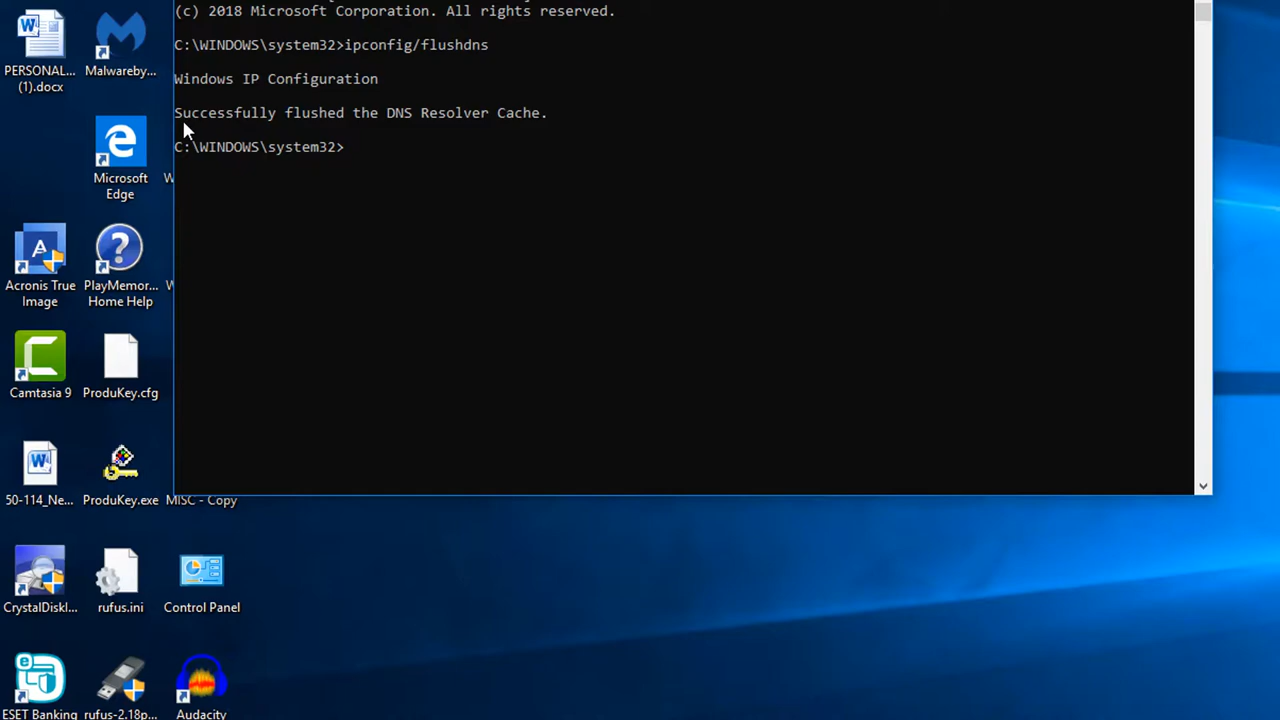 (c) 2018 Microsoft Corporation. All rights reserved.
C:\WINDOWS\system32>ipconfig/flushdns
Windows IP Configuration
Successfully flushed the DNS Resolver Cache.
C:\WINDOWS\system32>
PERSONAL...
(1).docx
Malwareby...
Microsoft
Edge
W
Acronis True
Image
PlayMemor...
Home Help
W
Camtasia 9
ProduKey.cfg
50-114_Ne...
ProduKey.exe
MISC - Copy
CrystalDiskI...
rufus.ini
Control Panel
ESET Banking
rufus-2.18p...
Audacity